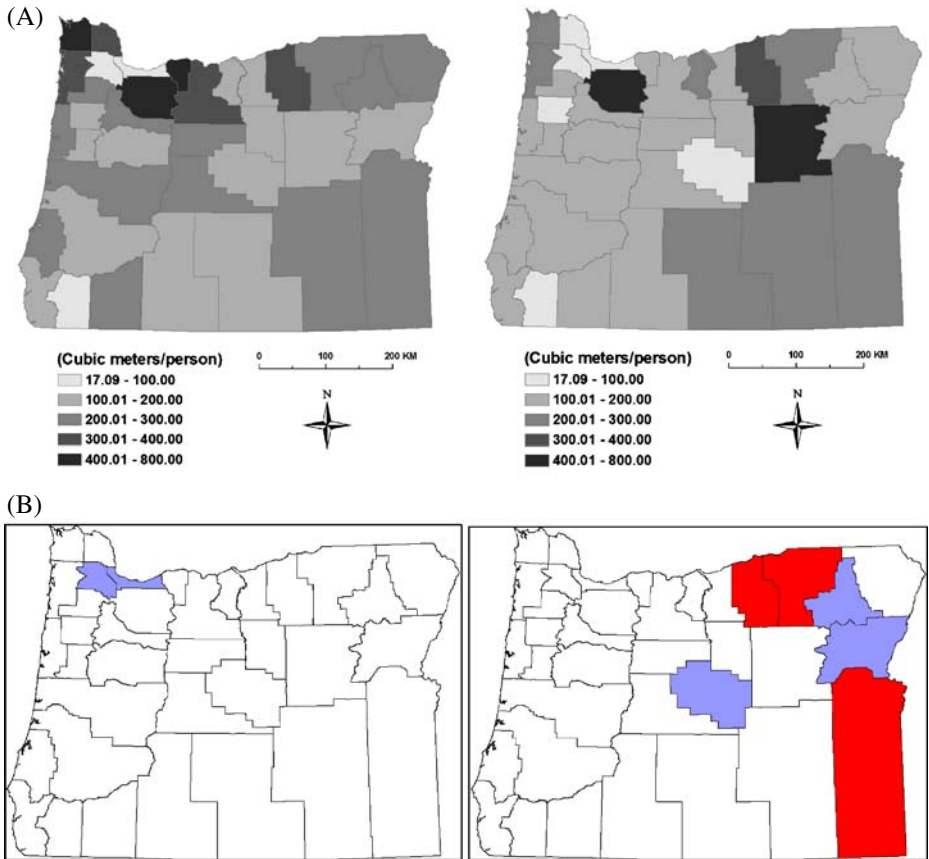 (A)
(Cubic meters/person)
17.09 - 100.00
100.01 - 200.00
200.01 - 300.00
300.01 - 400.00
400.01 - 800.00
0 100 200 KM
N
(Cubic meters/person)
17.09 - 100.00
100.01 - 200.00
200.01 - 300.00
300.01 - 400.00
400.01 - 800.00
0 100 200 KM
N
(B)